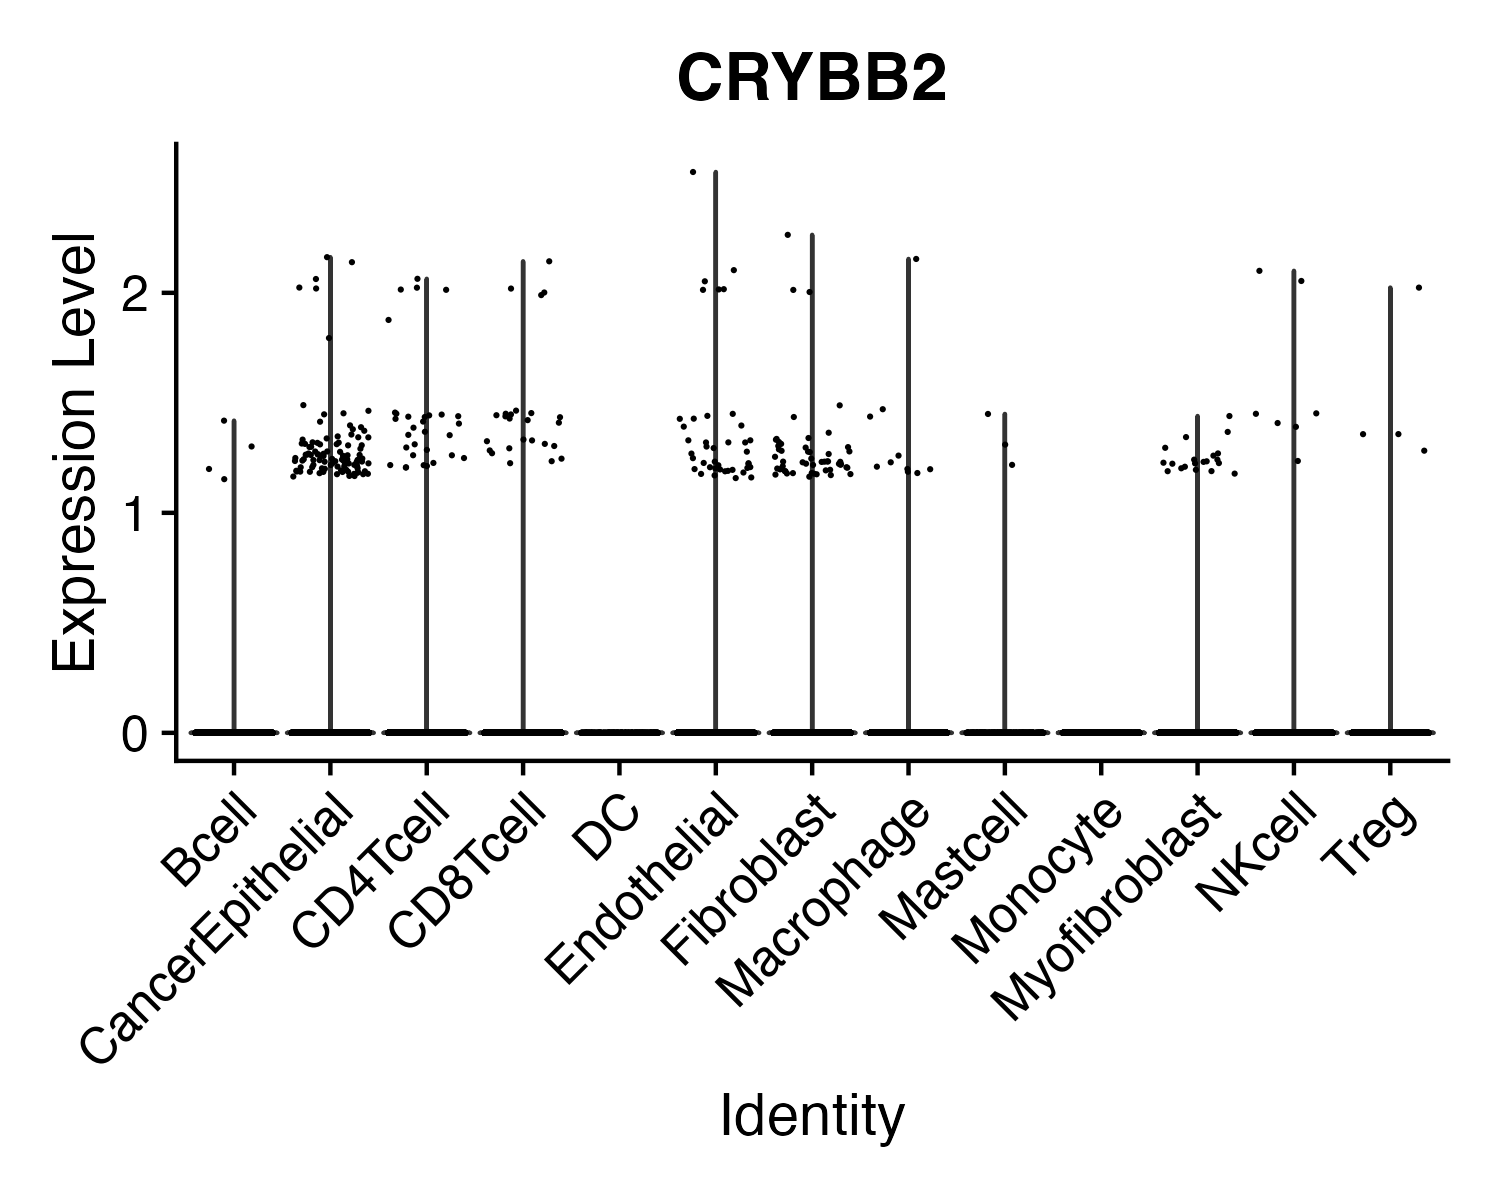 CRYBB2
Expression Level
2
1
0
Bcell
CancerEpithelial
CD4Tcell
CD8Tcell
DC
Endothelial
Fibroblast
Macrophage
Mastcell
Monocyte
Myofibroblast
NKcell
Treg
Identity